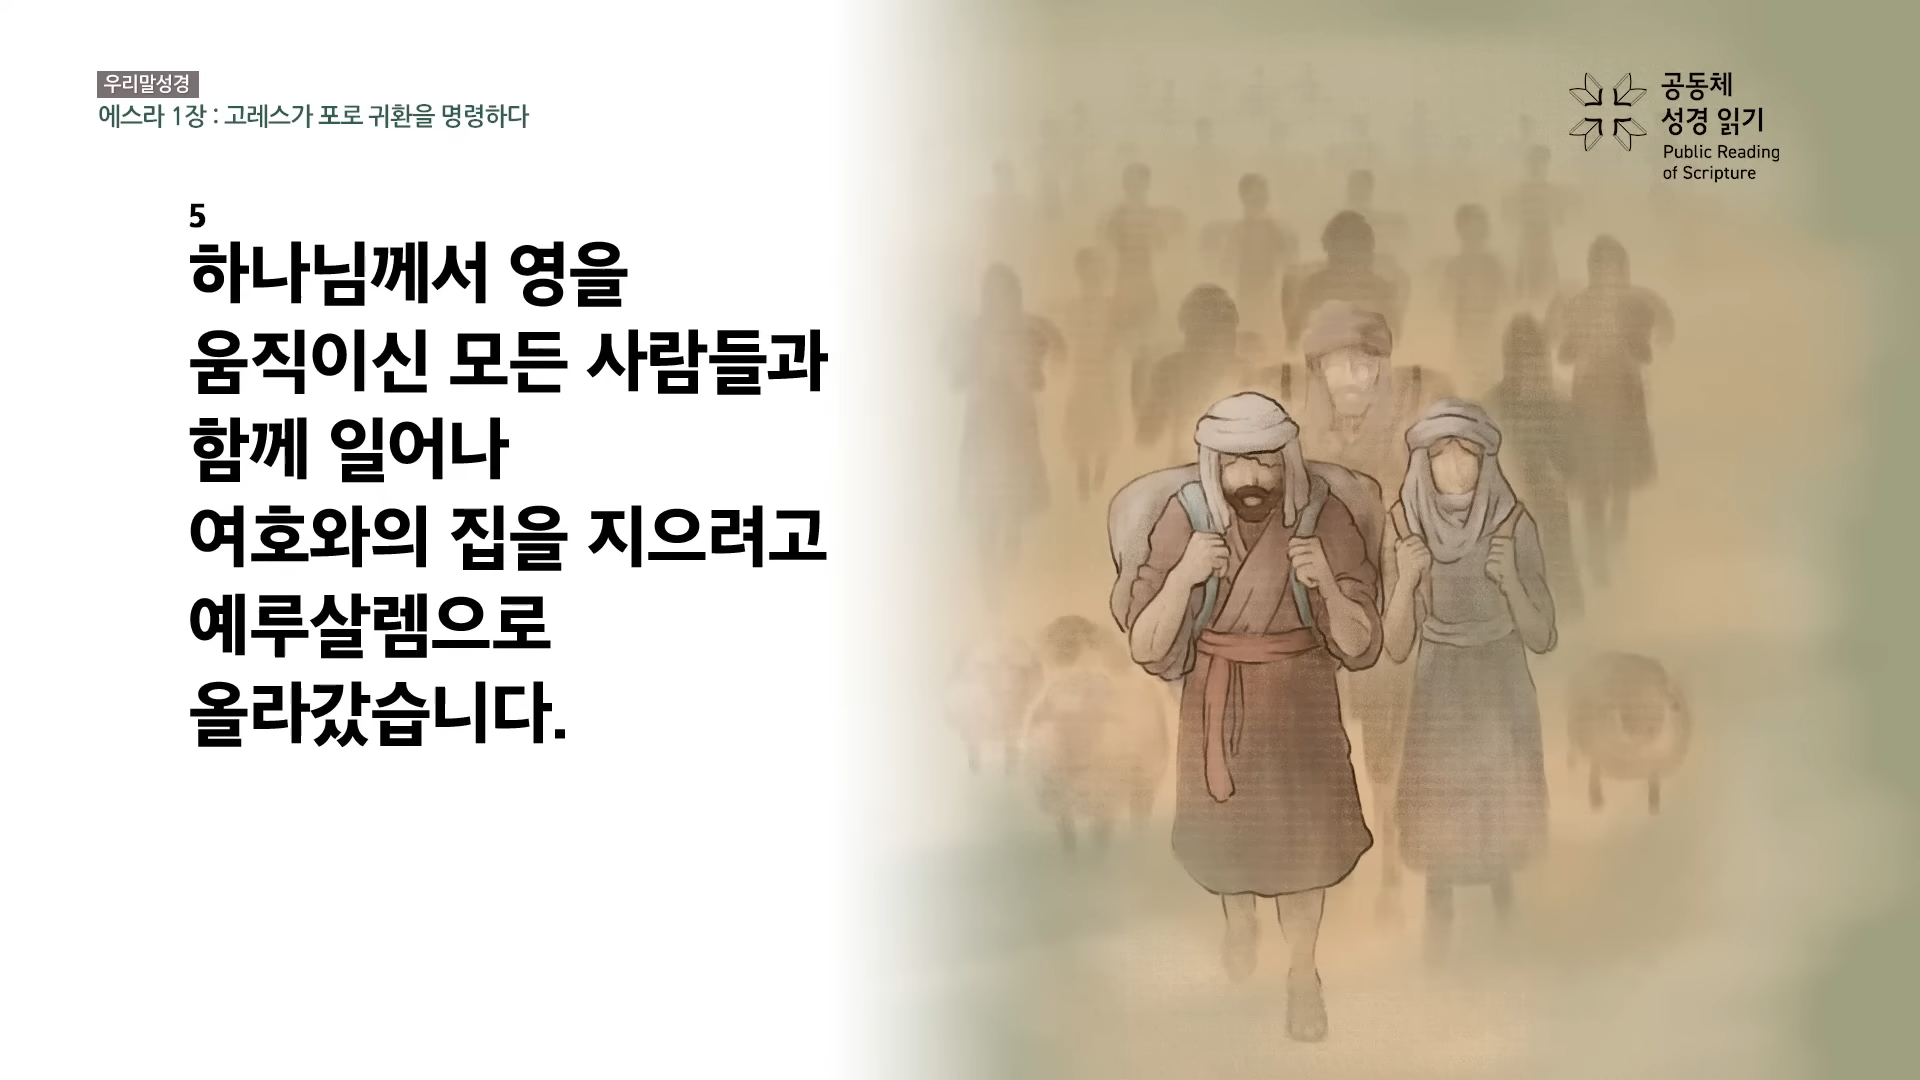 우리말성경
에스라 1장 : 고레스가 포로 귀환을 명령하다
공동체
성경 읽기
Public Reading
of Scripture
5
하나님께서 영을
움직이신 모든 사람들과
함께 일어나
여호와의 집을 지으려고
예루살렘으로
올라갔습니다.